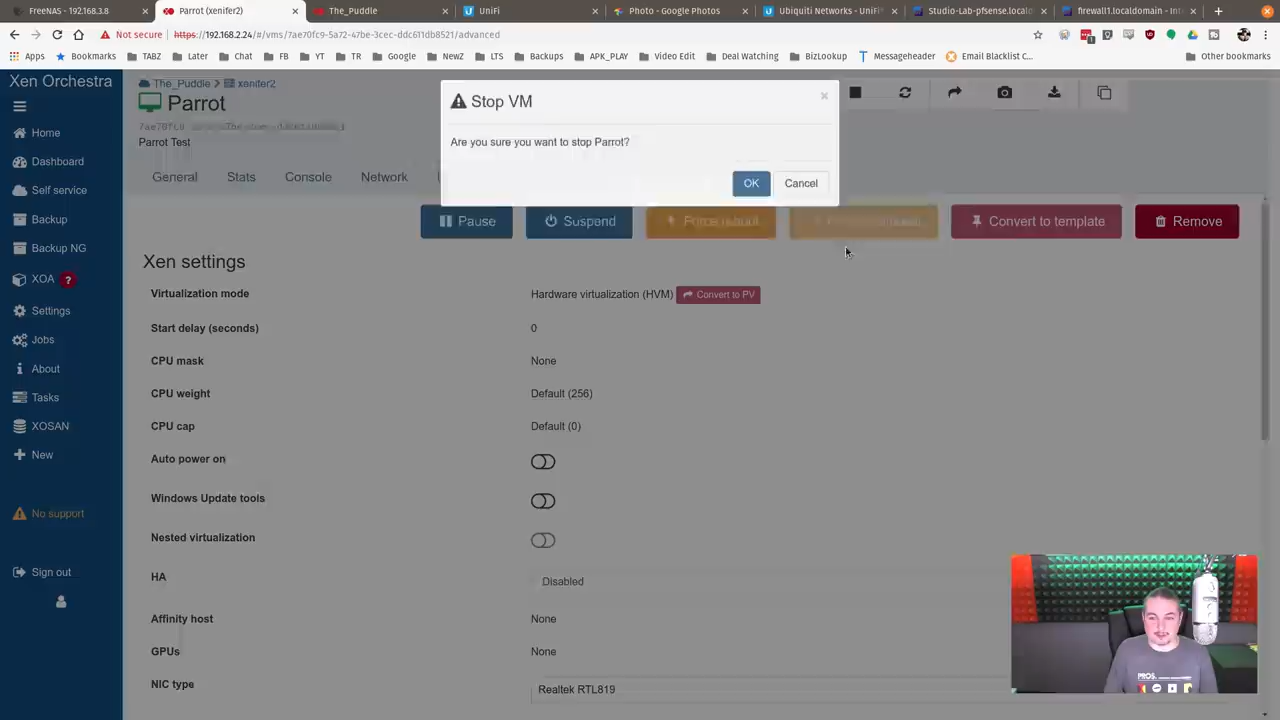 FreeNAS - 192.168.3.8
Parrot (xenifer2)
The_Puddle
UniFi
Photo - Google Photos
Ubiquiti Networks - UniFi
Studio-Lab-pfsense.locald
firewall1.localdomain - Int
Not secure
https://192.168.2.24/#/vms/7ae70fc9-5a72-47be-3cec-ddc611db8521/advanced
Apps
Bookmarks
TABZ
Later
Chat
FB
YT
TR
Google
NewZ
LTS
Backups
APK_PLAY
Video Edit
Deal Watching
BizLookup
Messageheader
Email Blacklist C...
Other bookmarks
Xen Orchestra
Home
Dashboard
Self service
Backup
Backup NG
XOA ?
Settings
Jobs
About
Tasks
XOSAN
New
No support
Sign out
The_Puddle
xenifer2
Parrot
Parrot Test
General
Stats
Console
Network
Stop VM
×
Are you sure you want to stop Parrot?
OK
Cancel
Pause
Suspend
Force reboot
Convert to template
Remove
Xen settings
Virtualization mode
Hardware virtualization (HVM)
Convert to PV
Start delay (seconds)
0
CPU mask
None
CPU weight
Default (256)
CPU cap
Default (0)
Auto power on
Windows Update tools
Nested virtualization
HA
Disabled
Affinity host
None
GPUs
None
NIC type
Realtek RTL819
PROS.